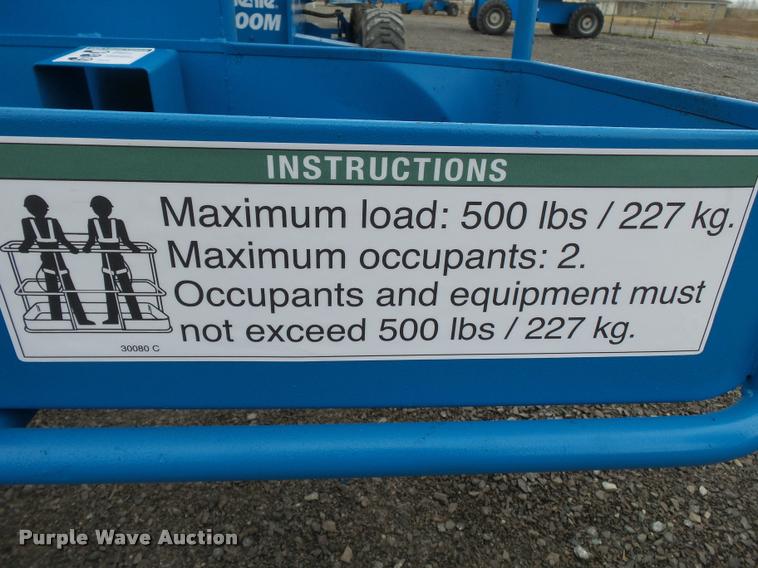 OOM
INSTRUCTIONS
Maximum load: 500 lbs / 227 kg.
Maximum occupants: 2.
Occupants and equipment must
not exceed 500 lbs / 227 kg.
30080 C
Purple Wave Auction